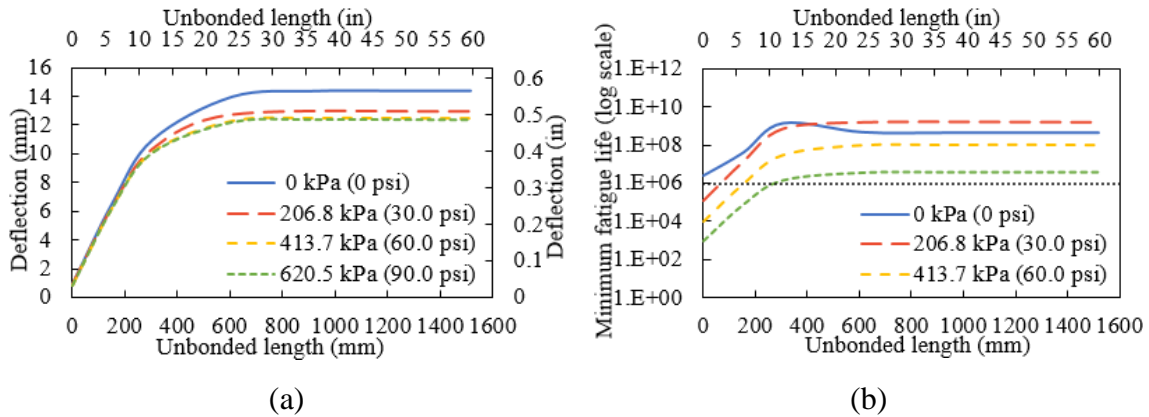 Unbonded length (in)
0 5 10 15 20 25 30 35 40 45 50 55 60
16
14
12
10
8
6
4
2
0
Deflection (mm)
0.6
0.5
0.4
0.3
0.2
0.1
0
Deflection (in)
0 kPa (0 psi)
206.8 kPa (30.0 psi)
413.7 kPa (60.0 psi)
620.5 kPa (90.0 psi)
0 200 400 600 800 1000 1200 1400 1600
Unbonded length (mm)
(a)
Unbonded length (in)
0 5 10 15 20 25 30 35 40 45 50 55 60
Minimum fatigue life (log scale)
1.E+12
1.E+10
1.E+08
1.E+06
1.E+04
1.E+02
1.E+00
0 kPa (0 psi)
206.8 kPa (30.0 psi)
413.7 kPa (60.0 psi)
0 200 400 600 800 1000 1200 1400 1600
Unbonded length (mm)
(b)